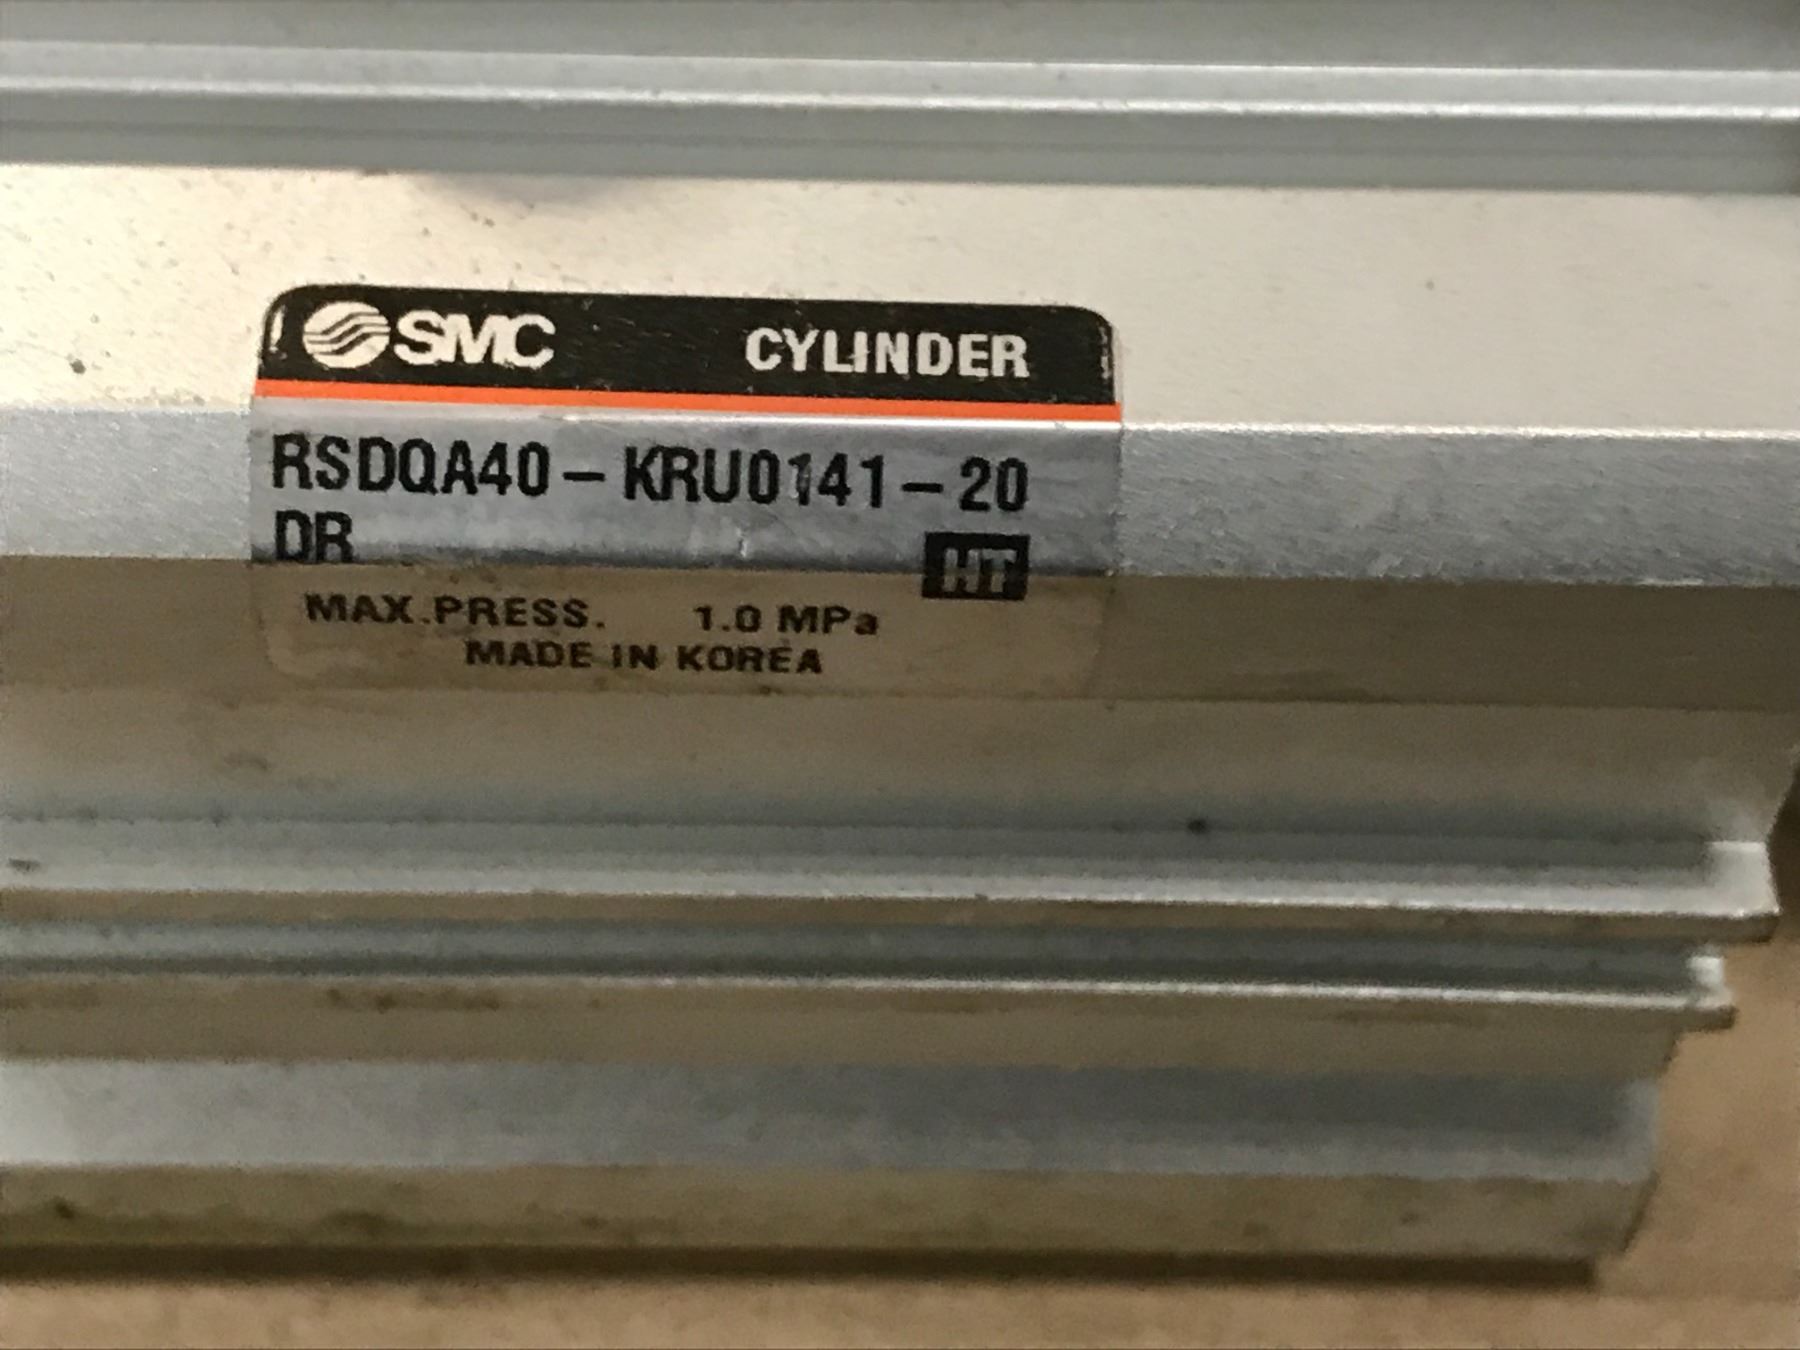 SMC CYLINDER
RSDQA40-KRU0141-20
DR
HT
MAX.PRESS. 1.0 MPa
MADE IN KOREA